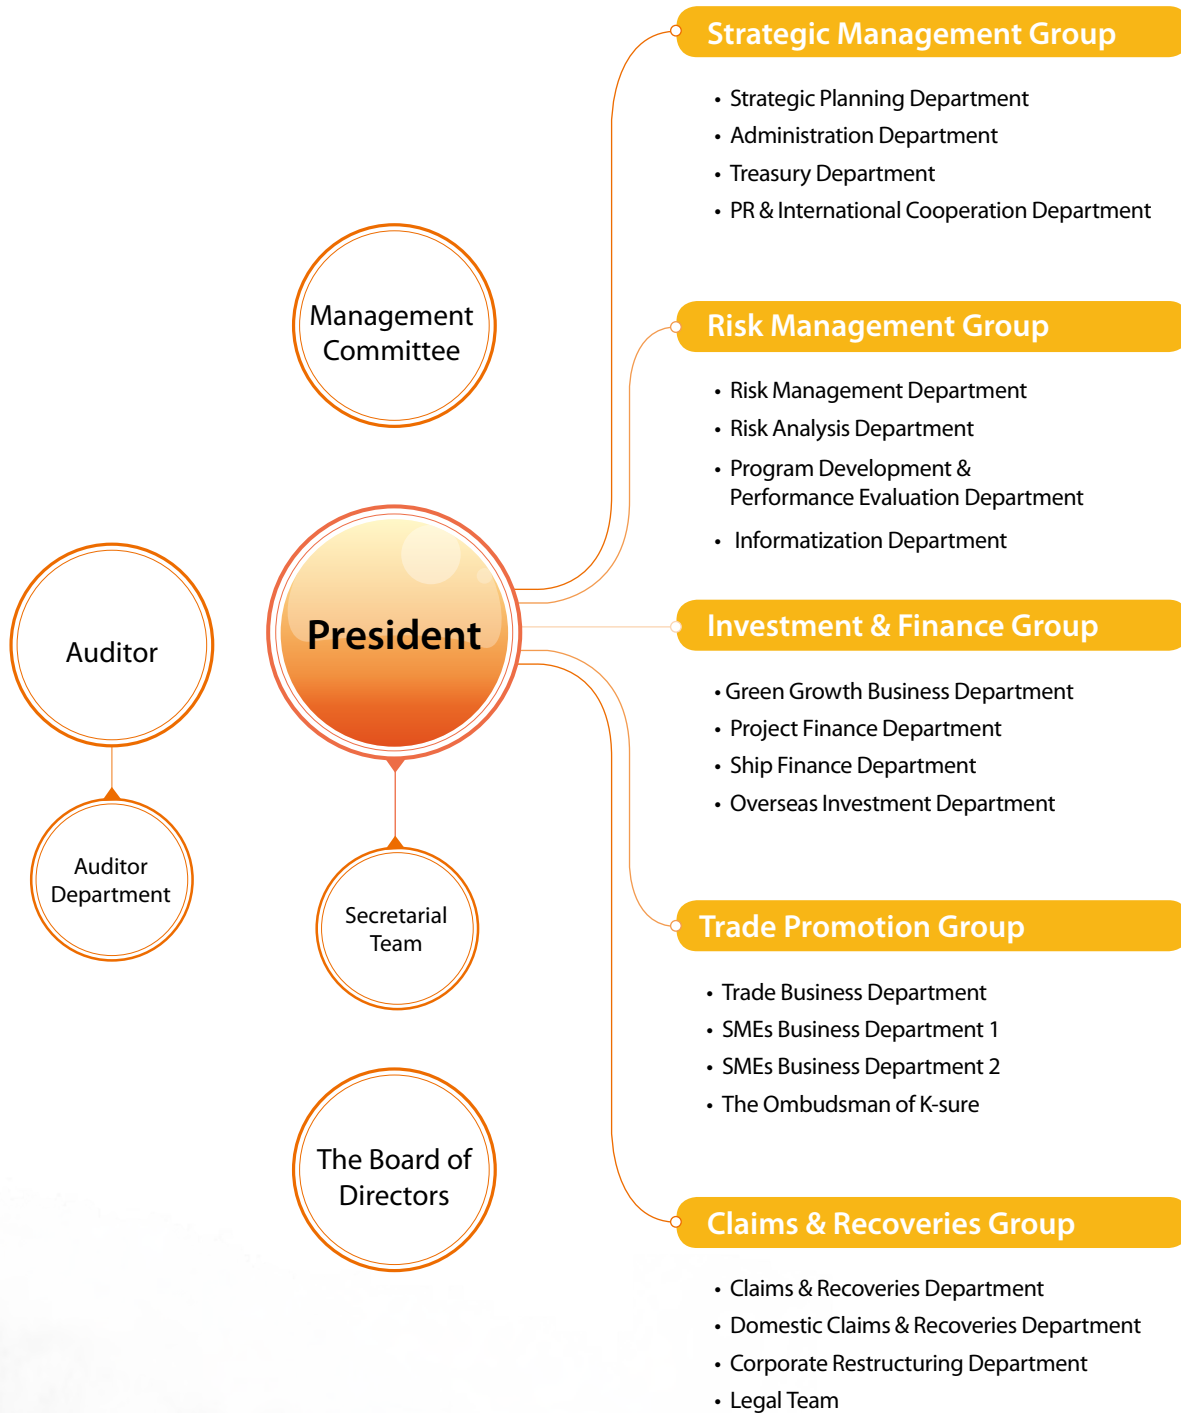 Management
Committee
President
Auditor
Auditor
Department
Secretarial
Team
The Board of
Directors
Strategic Management Group
• Strategic Planning Department
• Administration Department
• Treasury Department
• PR & International Cooperation Department
Risk Management Group
• Risk Management Department
• Risk Analysis Department
• Program Development &
Performance Evaluation Department
• Informatization Department
Investment & Finance Group
• Green Growth Business Department
• Project Finance Department
• Ship Finance Department
• Overseas Investment Department
Trade Promotion Group
• Trade Business Department
• SMEs Business Department 1
• SMEs Business Department 2
• The Ombudsman of K-sure
Claims & Recoveries Group
• Claims & Recoveries Department
• Domestic Claims & Recoveries Department
• Corporate Restructuring Department
• Legal Team